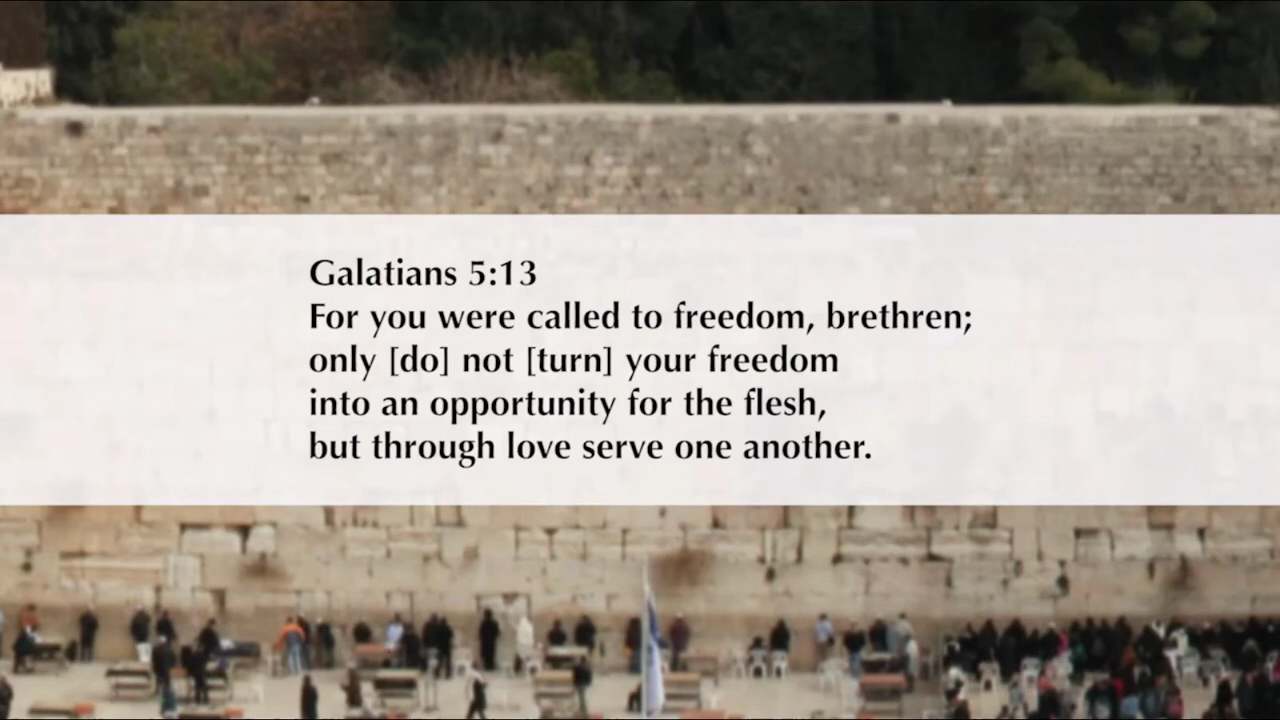 Galatians 5:13
For you were called to freedom, brethren;
only [do] not [turn] your freedom
into an opportunity for the flesh,
but through love serve one another.